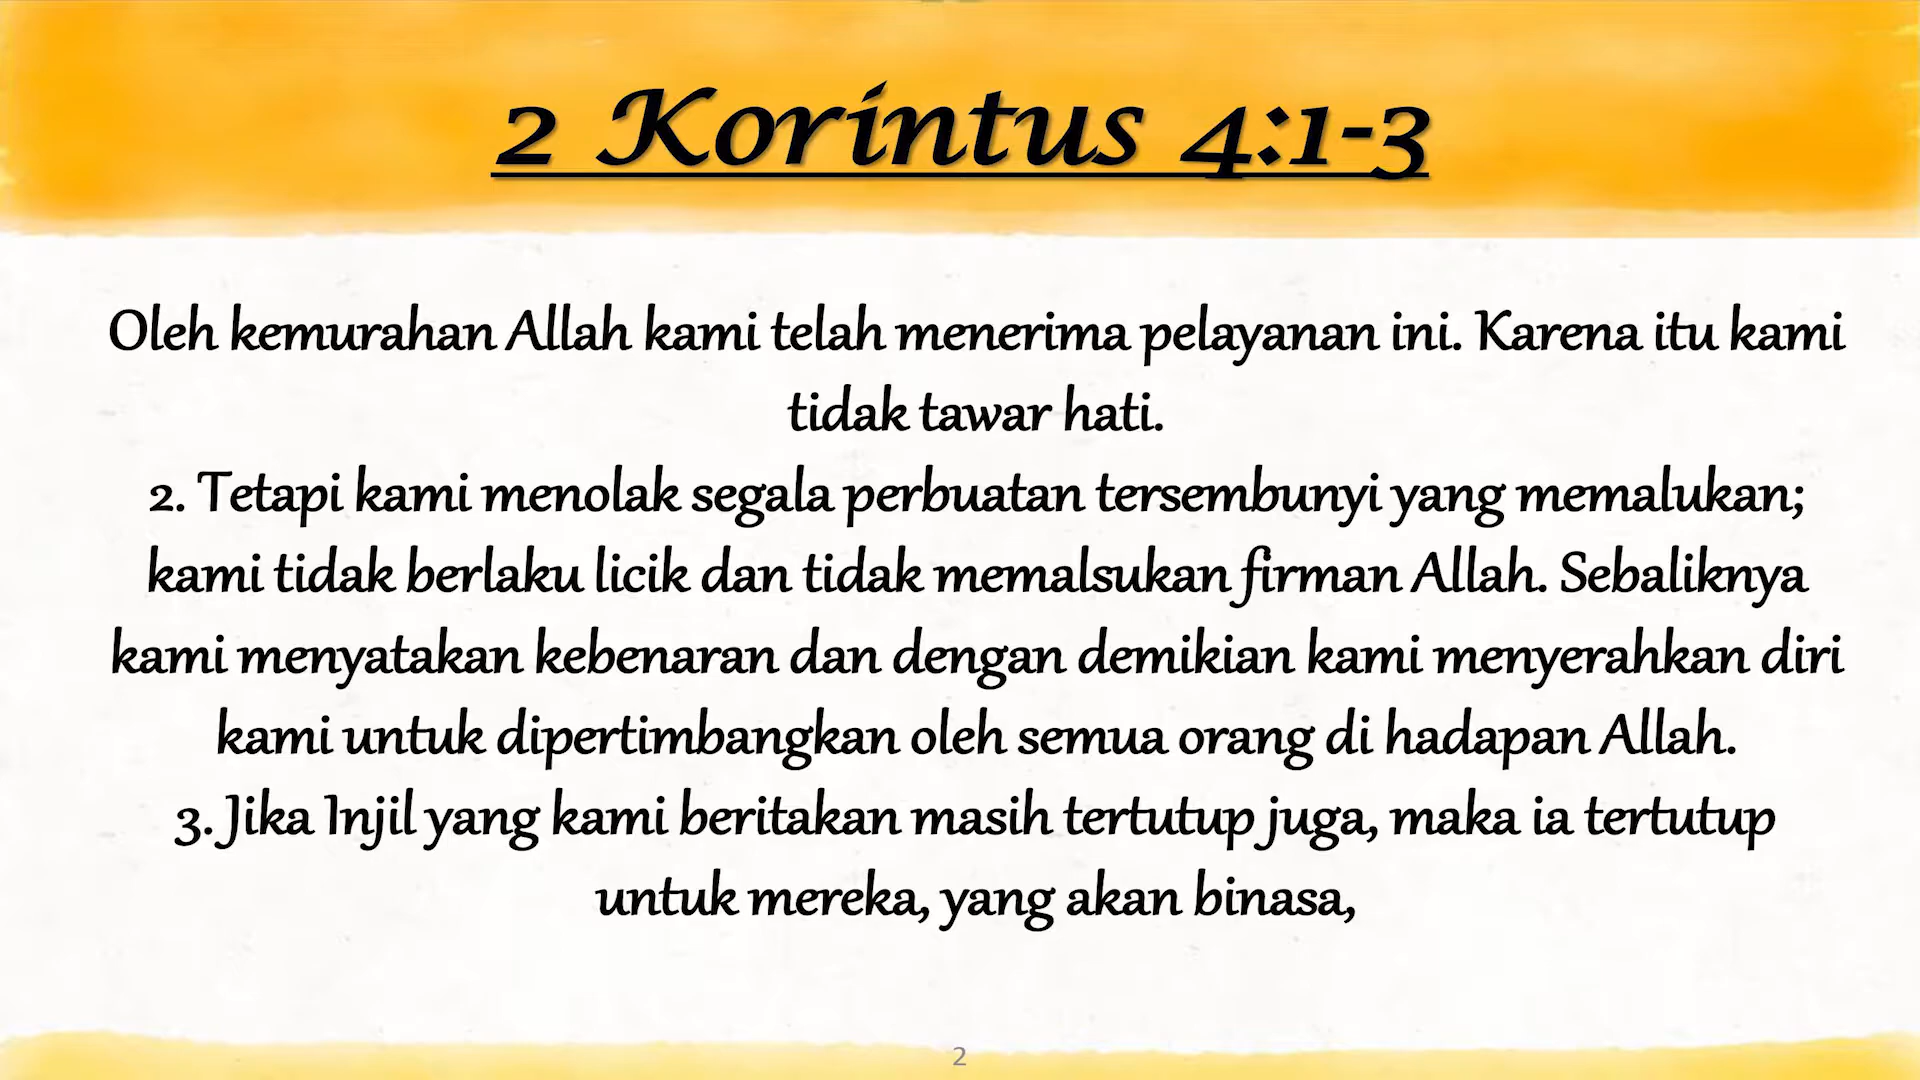 2 Korintus 4:1-3
Oleh kemurahan Allah kami telah menerima pelayanan ini. Karena itu kami
tidak tawar hati.
2. Tetapi kami menolak segala perbuatan tersembunyi yang memalukan;
kami tidak berlaku licik dan tidak memalsukan firman Allah. Sebaliknya
kami menyatakan kebenaran dan dengan demikian kami menyerahkan diri
kami untuk dipertimbangkan oleh semua orang di hadapan Allah.
3. Jika Injil yang kami beritakan masih tertutup juga, maka ia tertutup
untuk mereka, yang akan binasa,
2